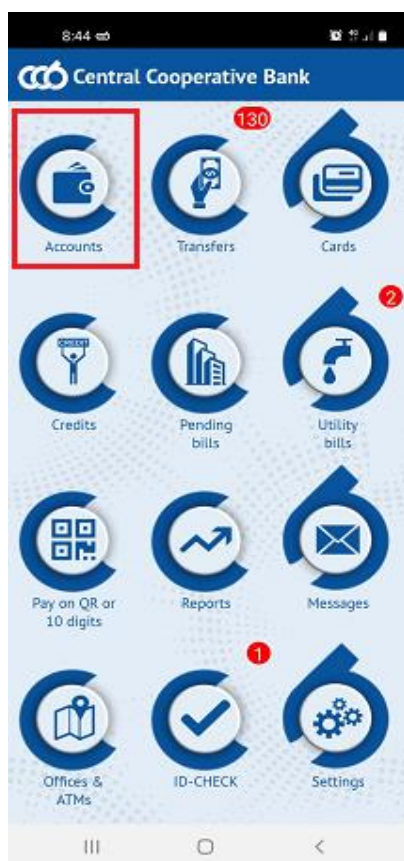 8:44
CCB Central Cooperative Bank
130
Accounts
Transfers
Cards
2
CREDIT
Credits
Pending
bills
Utility
bills
Pay on QR or
10 digits
Reports
Messages
1
Offices &
ATMs
ID-CHECK
Settings